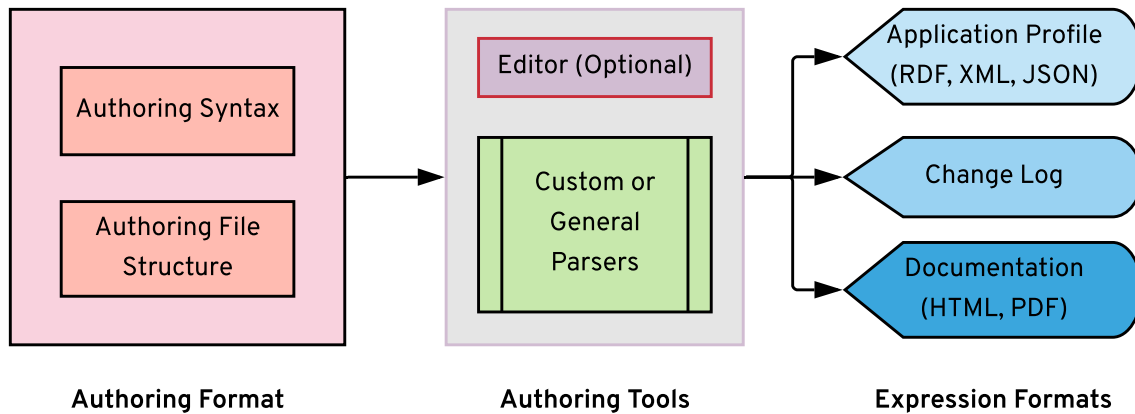 Authoring Syntax
Authoring File
Structure
Authoring Format
Editor (Optional)
Custom or
General
Parsers
Authoring Tools
Application Profile
(RDF, XML, JSON)
Change Log
Documentation
(HTML, PDF)
Expression Formats